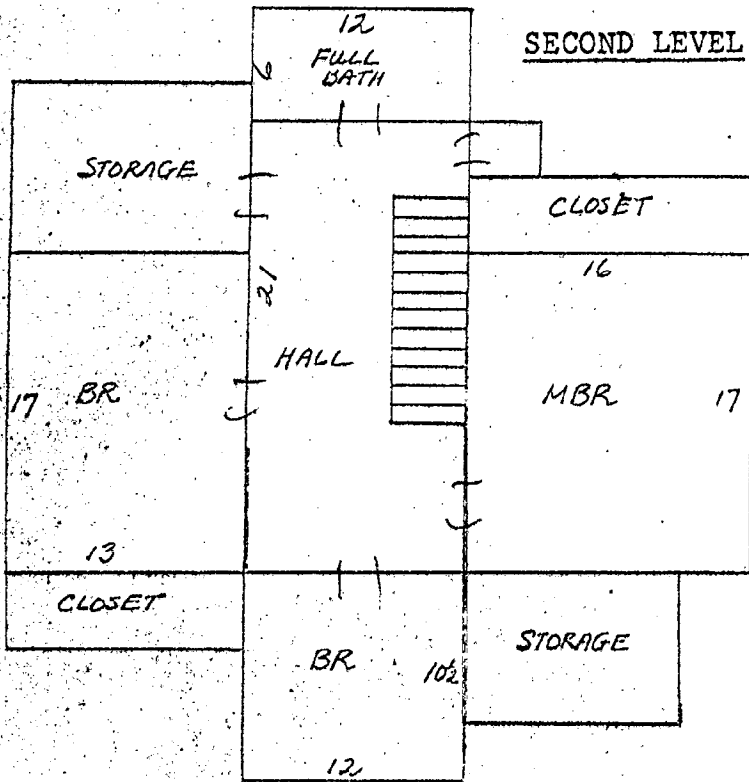 SECOND LEVEL
12
FULL
BATH
6
STORAGE
CLOSET
21
16
HALL
BR
MBR
17
17
13
CLOSET
BR
10½
STORAGE
12